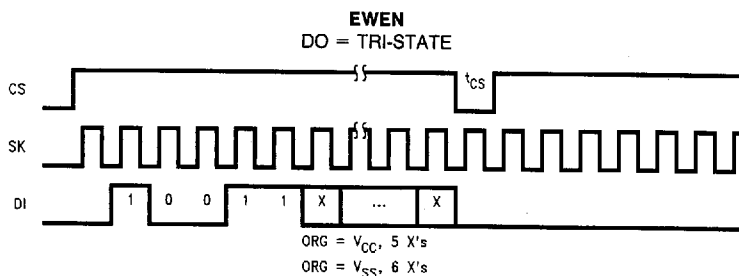 EWEN
DO = TRI-STATE
CS
tCS
SK
DI
1 0 0 1 1 X ... X
ORG = VCC, 5 X's
ORG = VSS, 6 X's